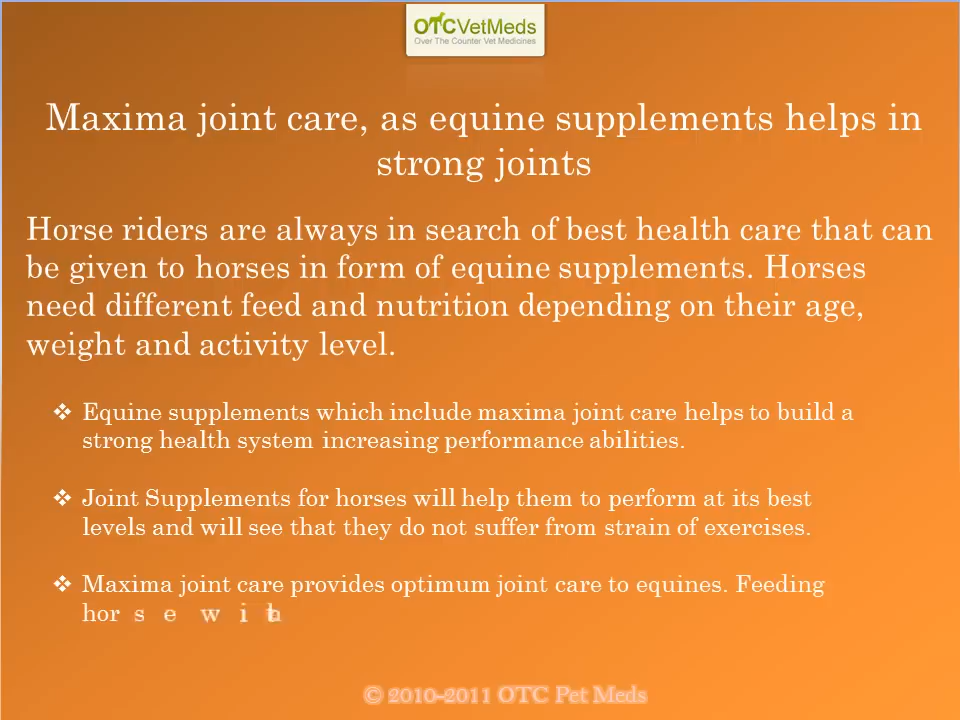 OTCVetMeds
Over The Counter Vet Medicines
Maxima joint care, as equine supplements helps in
strong joints
Horse riders are always in search of best health care that can
be given to horses in form of equine supplements. Horses
need different feed and nutrition depending on their age,
weight and activity level.
❖ Equine supplements which include maxima joint care helps to build a
strong health system increasing performance abilities.
❖ Joint Supplements for horses will help them to perform at its best
levels and will see that they do not suffer from strain of exercises.
❖ Maxima joint care provides optimum joint care to equines. Feeding
horse wi
© 2010-2011 OTC Pet Meds